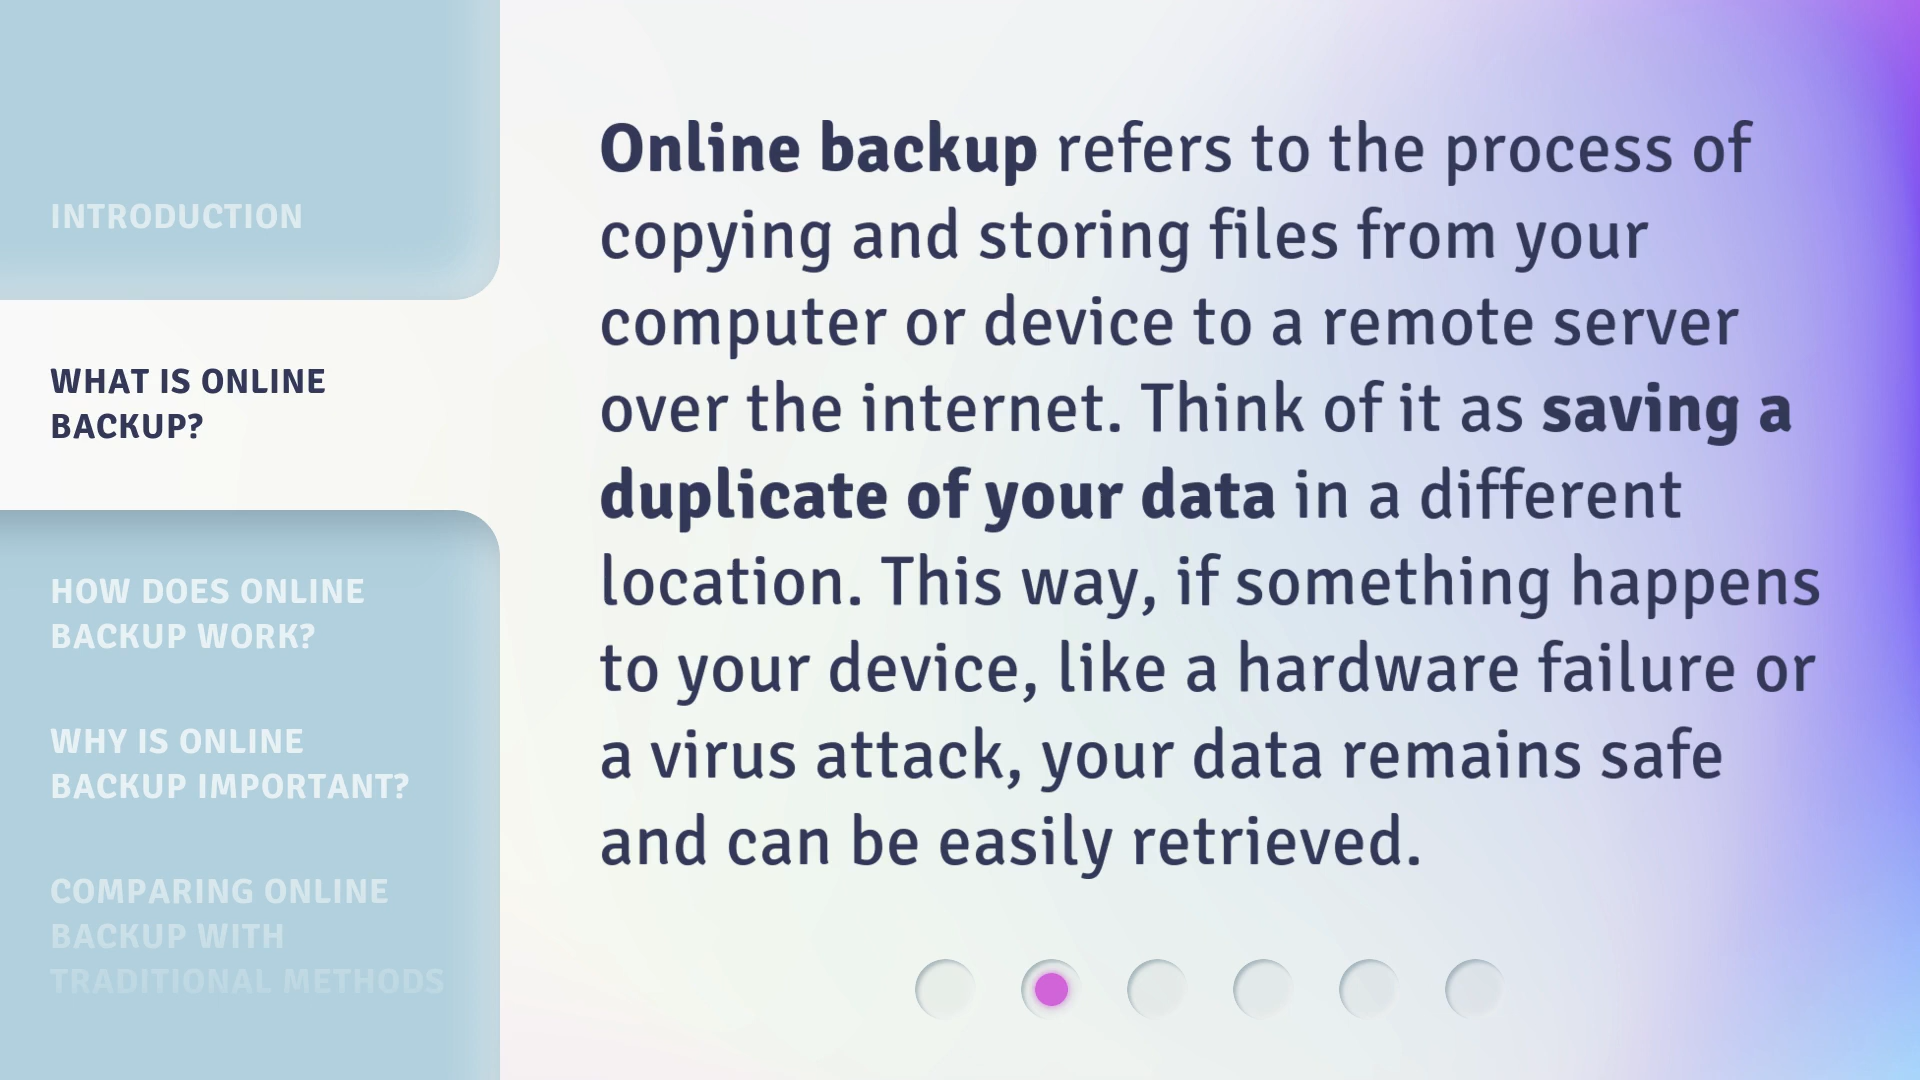 INTRODUCTION
WHAT IS ONLINE
BACKUP?
HOW DOES ONLINE
BACKUP WORK?
WHY IS ONLINE
BACKUP IMPORTANT?
COMPARING ONLINE
BACKUP WITH
TRADITIONAL METHODS
Online backup refers to the process of
copying and storing files from your
computer or device to a remote server
over the internet. Think of it as saving a
duplicate of your data in a different
location. This way, if something happens
to your device, like a hardware failure or
a virus attack, your data remains safe
and can be easily retrieved.